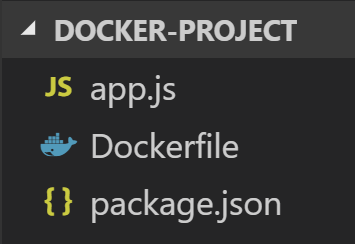 DOCKER-PROJECT
JS app.js
Dockerfile
{ } package.json